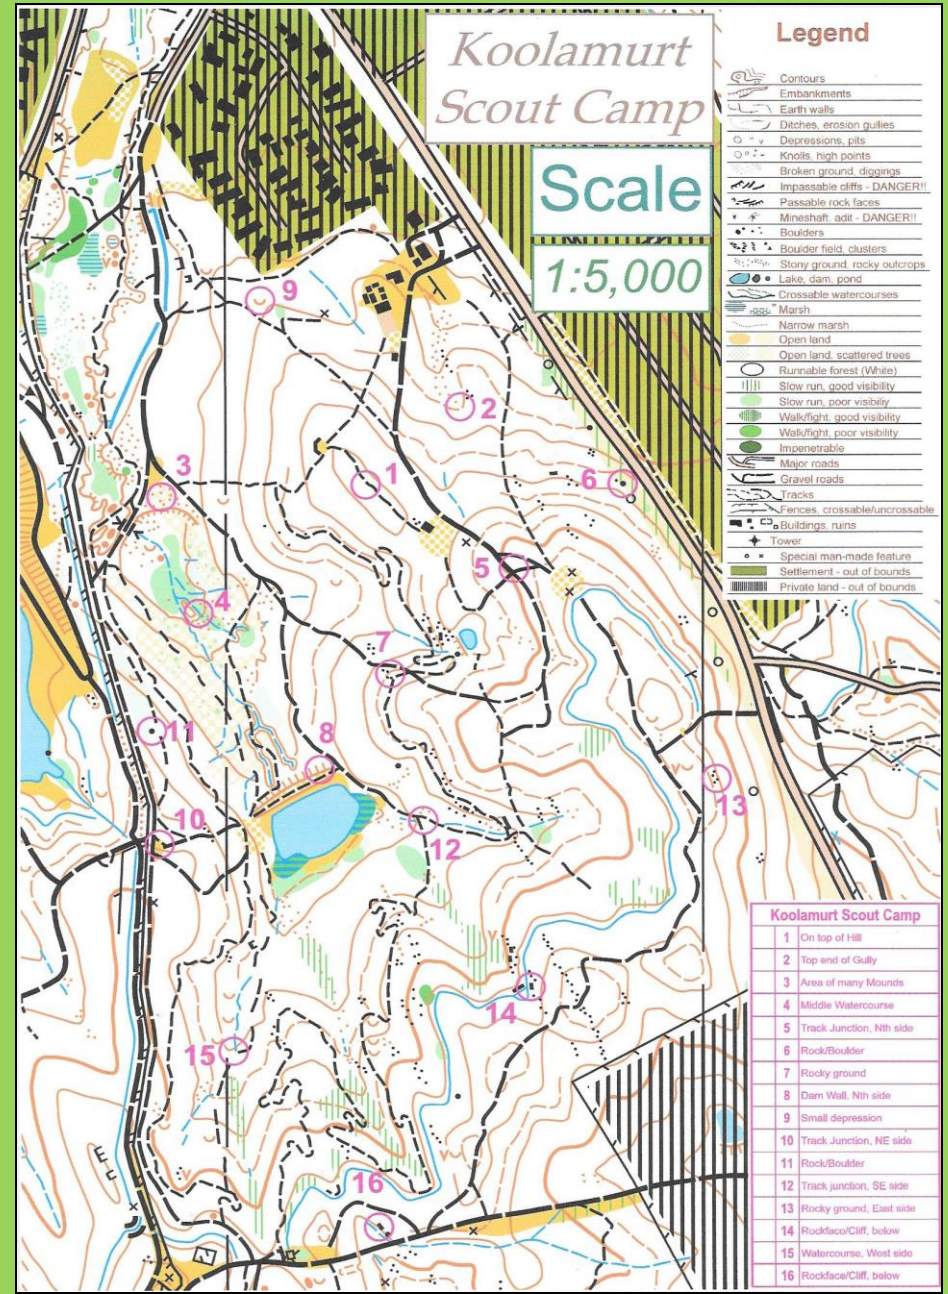 Koolamurt
Scout Camp
Scale
1:5,000
Legend
Contours
Embankments
Earth walls
Ditches, erosion gullies
Depressions, pits
Knolls, high points
Broken ground, diggings
Impassable cliffs - DANGER!!
Passable rock faces
Mineshaft, adit - DANGER!!
Boulders
Boulder field, clusters
Stony ground, rocky outcrops
Lake, dam, pond
Crossable watercourses
Marsh
Narrow marsh
Open land
Open land, scattered trees
Runnable forest (White)
Slow run, good visibility
Slow run, poor visibiliy
Walk/fight, good visibility
Walk/fight, poor visibility
Impenetrable
Major roads
Gravel roads
Tracks
Fences, crossable/uncrossable
Buildings, ruins
Tower
Special man-made feature
Settlement - out of bounds
Private land - out of bounds
9
2
3
1
6
5
4
7
11
8
13
10
12
14
15
16
Koolamurt Scout Camp
1 On top of Hill
2 Top end of Gully
3 Area of many Mounds
4 Middle Watercourse
5 Track Junction, Nth side
6 Rock/Boulder
7 Rocky ground
8 Dam Wall, Nth side
9 Small depression
10 Track Junction, NE side
11 Rock/Boulder
12 Track junction, SE side
13 Rocky ground, East side
14 Rockface/Cliff, below
15 Watercourse, West side
16 Rockface/Cliff, below